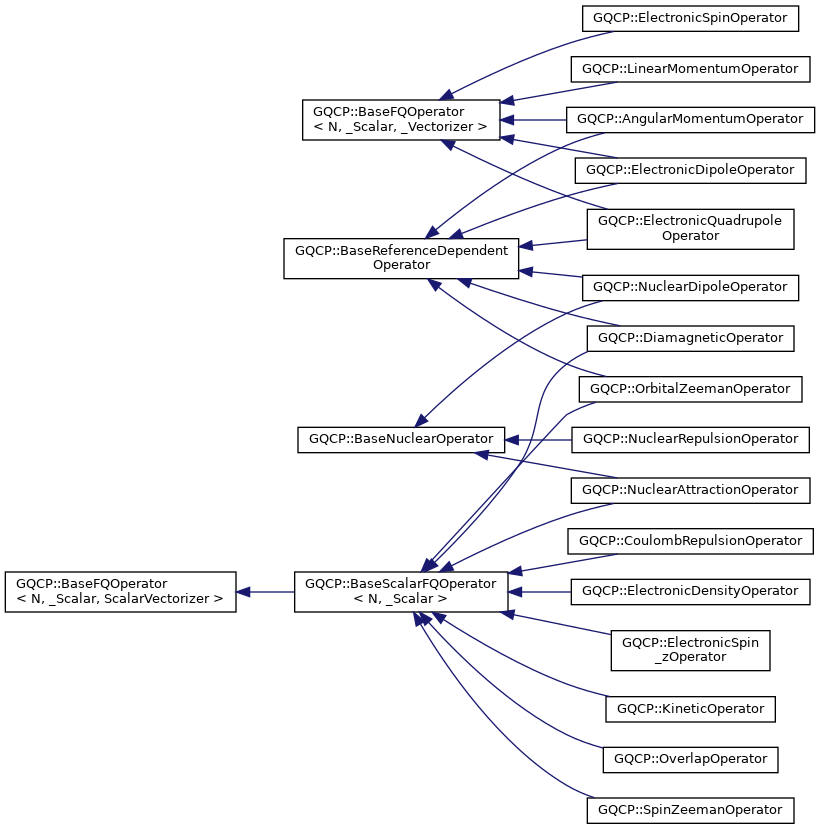 GQCP::ElectronicSpinOperator
GQCP::LinearMomentumOperator
GQCP::BaseFQOperator
< N, _Scalar, _Vectorizer >
GQCP::AngularMomentumOperator
GQCP::ElectronicDipoleOperator
GQCP::ElectronicQuadrupole
Operator
GQCP::BaseReferenceDependent
Operator
GQCP::NuclearDipoleOperator
GQCP::DiamagneticOperator
GQCP::OrbitalZeemanOperator
GQCP::BaseNuclearOperator
GQCP::NuclearRepulsionOperator
GQCP::NuclearAttractionOperator
GQCP::CoulombRepulsionOperator
GQCP::BaseFQOperator
< N, _Scalar, ScalarVectorizer >
GQCP::BaseScalarFQOperator
< N, _Scalar >
GQCP::ElectronicDensityOperator
GQCP::ElectronicSpin
_zOperator
GQCP::KineticOperator
GQCP::OverlapOperator
GQCP::SpinZeemanOperator